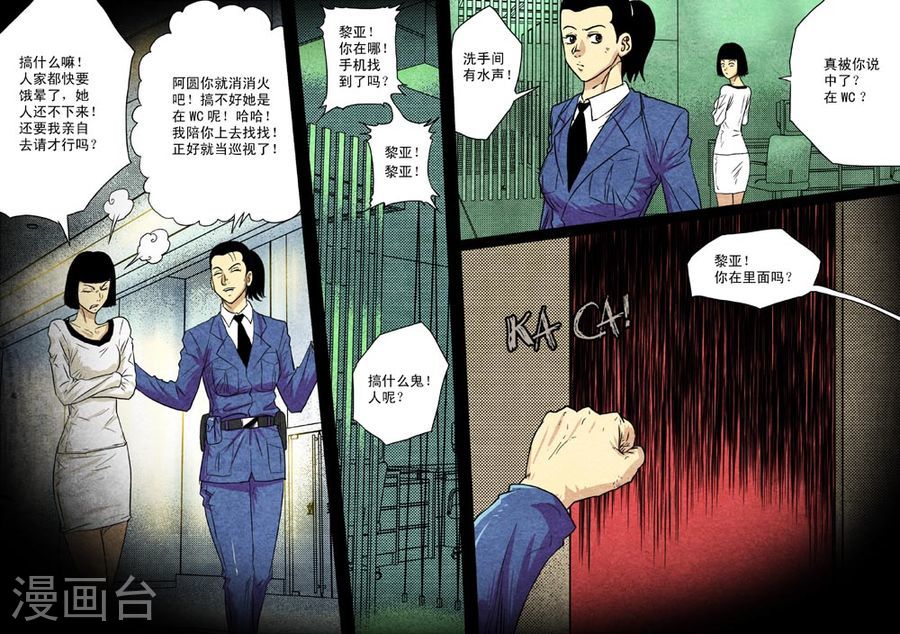 搞什么嘛！
人家都快要
饿晕了，她
人还不下来！
还要我亲自
去请才行吗？
阿圆你就消消火
吧！搞不好她是
在 WC 呢！哈哈！
我陪你上去找找！
正好就当巡视了！
黎亚！
你在哪！
手机找
到了吗？
黎亚！
黎亚！
搞什么鬼！
人呢？
洗手间
有水声！
真被你说
中了？
在 WC ？
黎亚！
你在里面吗？
KA CA!
漫画台